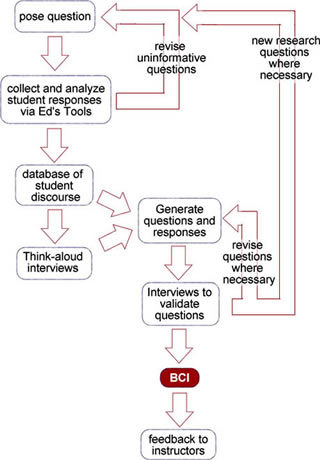 pose question
revise
uninformative
questions
new research
questions
where
necessary
collect and analyze
student responses
via Ed's Tools
database of
student
discourse
Generate
questions and
responses
Think-aloud
interviews
revise
questions
where
necessary
Interviews to
validate
questions
BCI
feedback to
instructors